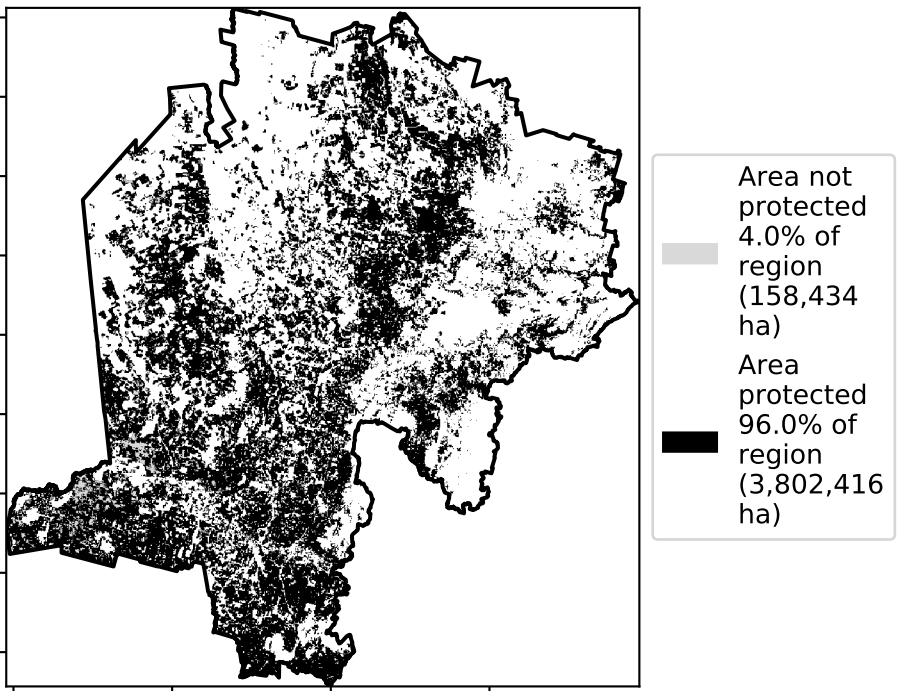 Area not
protected
4.0% of
region
(158,434
ha)
Area
protected
96.0% of
region
(3,802,416
ha)